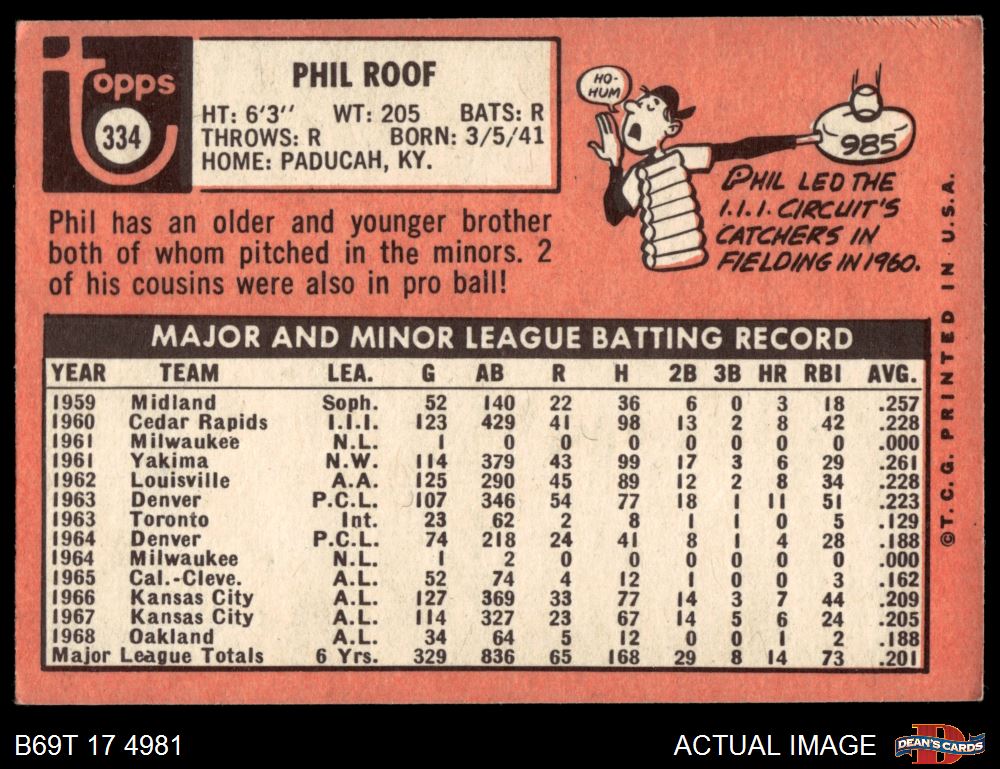 topps
334
PHIL ROOF
HT: 6'3'' WT: 205 BATS: R
THROWS: R BORN: 3/5/41
HOME: PADUCAH, KY.
HO-
HUM
985
PHIL LED THE
I.I.I. CIRCUIT'S
CATCHERS IN
FIELDING IN 1960.
Phil has an older and younger brother
both of whom pitched in the minors. 2
of his cousins were also in pro ball!
MAJOR AND MINOR LEAGUE BATTING RECORD
YEAR TEAM LEA. G AB R H 2B 3B HR RBI AVG.
1959 Midland Soph. 52 140 22 36 6 0 3 18 .257
1960 Cedar Rapids I.I.I. 123 429 41 98 13 2 8 42 .228
1961 Milwaukee N.L. 1 0 0 0 0 0 0 0 .000
1961 Yakima N.W. 114 379 43 99 17 3 6 29 .261
1962 Louisville A.A. 125 290 45 89 12 2 8 34 .228
1963 Denver P.C.L. 107 346 54 77 18 1 11 51 .223
1963 Toronto Int. 23 62 2 8 1 1 0 5 .129
1964 Denver P.C.L. 74 218 24 41 8 1 4 28 .188
1964 Milwaukee N.L. 1 2 0 0 0 0 0 0 .000
1965 Cal.-Cleve. A.L. 52 74 4 12 1 0 0 3 .162
1966 Kansas City A.L. 127 369 33 77 14 3 7 44 .209
1967 Kansas City A.L. 114 327 23 67 14 5 6 24 .205
1968 Oakland A.L. 34 64 5 12 0 0 1 2 .188
Major League Totals 6 Yrs. 329 836 65 168 29 8 14 73 .201
©T.C.G. PRINTED IN U.S.A.
B69T 17 4981
ACTUAL IMAGE
D
DEAN'S CARDS